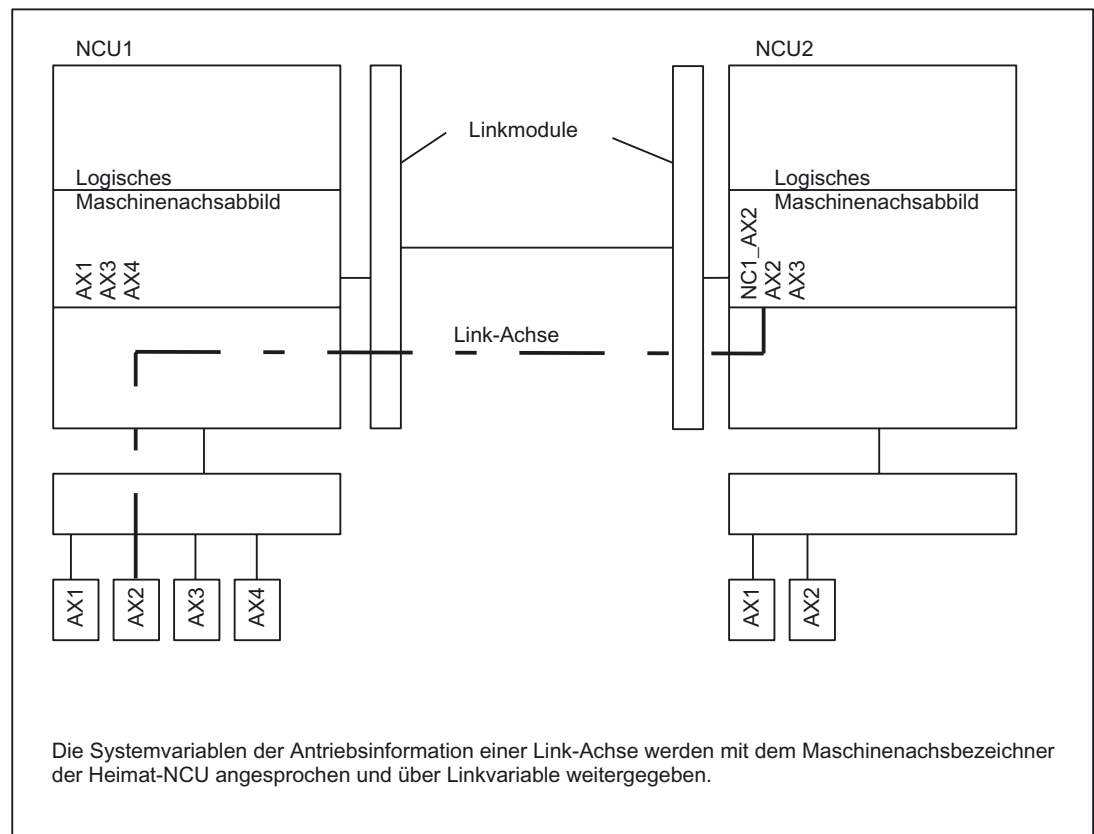 NCU1
NCU2
Linkmodule
Logisches
Maschinenachsabbild
Logisches
Maschinenachsabbild
AX1
AX3
AX4
NC1_AX2
AX2
AX3
Link-Achse
AX1
AX2
AX3
AX4
AX1
AX2
Die Systemvariablen der Antriebsinformation einer Link-Achse werden mit dem Maschinenachsbezeichner
der Heimat-NCU angesprochen und über Linkvariable weitergegeben.